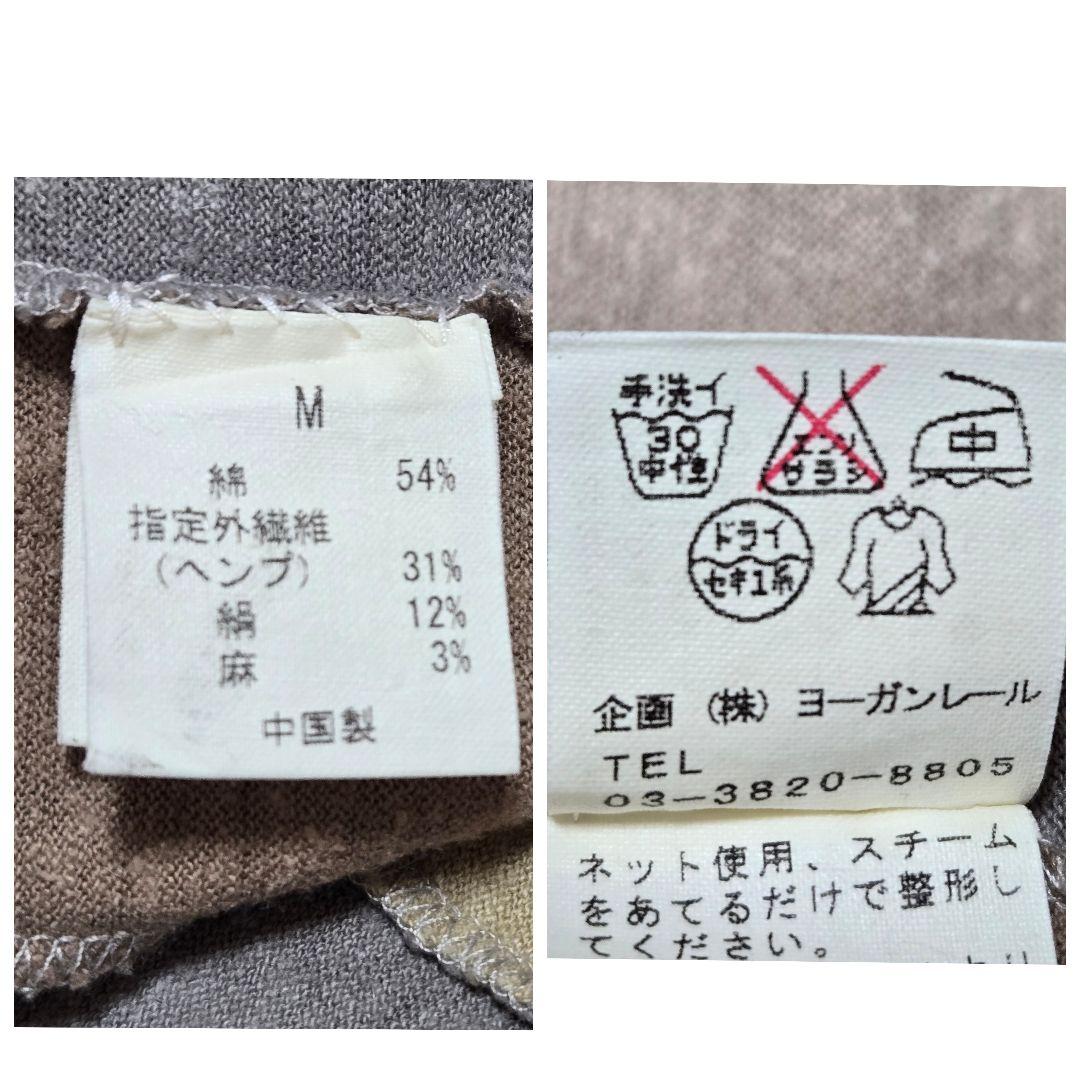 M
綿 54%
指定外繊維
(ヘンプ) 31%
絹 12%
麻 3%
中国製
手洗イ
30
中性
エンソ
サラシ
中
ドライ
セキユ系
企画 (株) ヨーガンレール
TEL
03-3820-8805
ネット使用、スチーム
をあてるだけで整形し
てください。